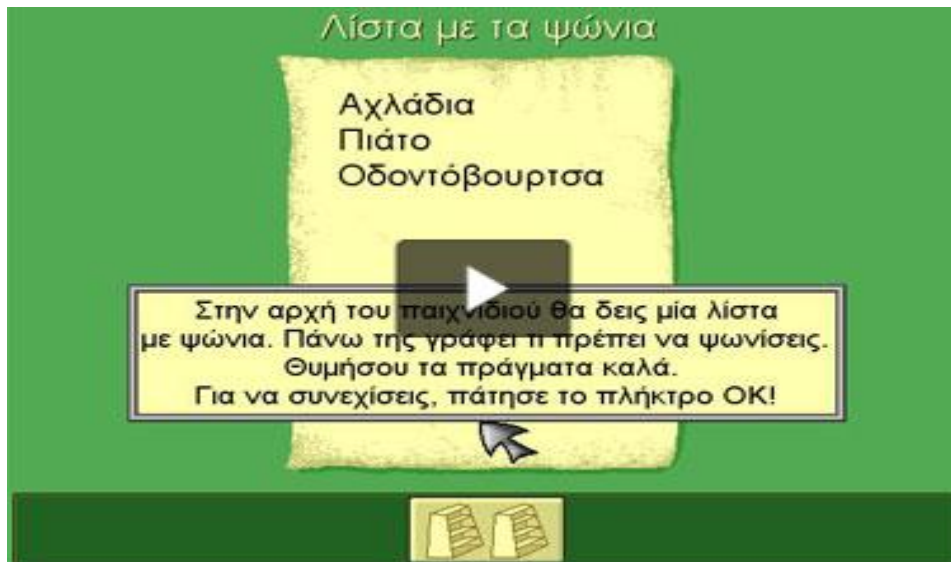 Λίστα με τα ψώνια
Αχλάδια
Πιάτο
Οδοντόβουρτσα
Στην αρχή του παιχνιδιού θα δεις μία λίστα
με ψώνια. Πάνω της γράφει τι πρέπει να ψωνίσεις.
Θυμήσου τα πράγματα καλά.
Για να συνεχίσεις, πάτησε το πλήκτρο OK!